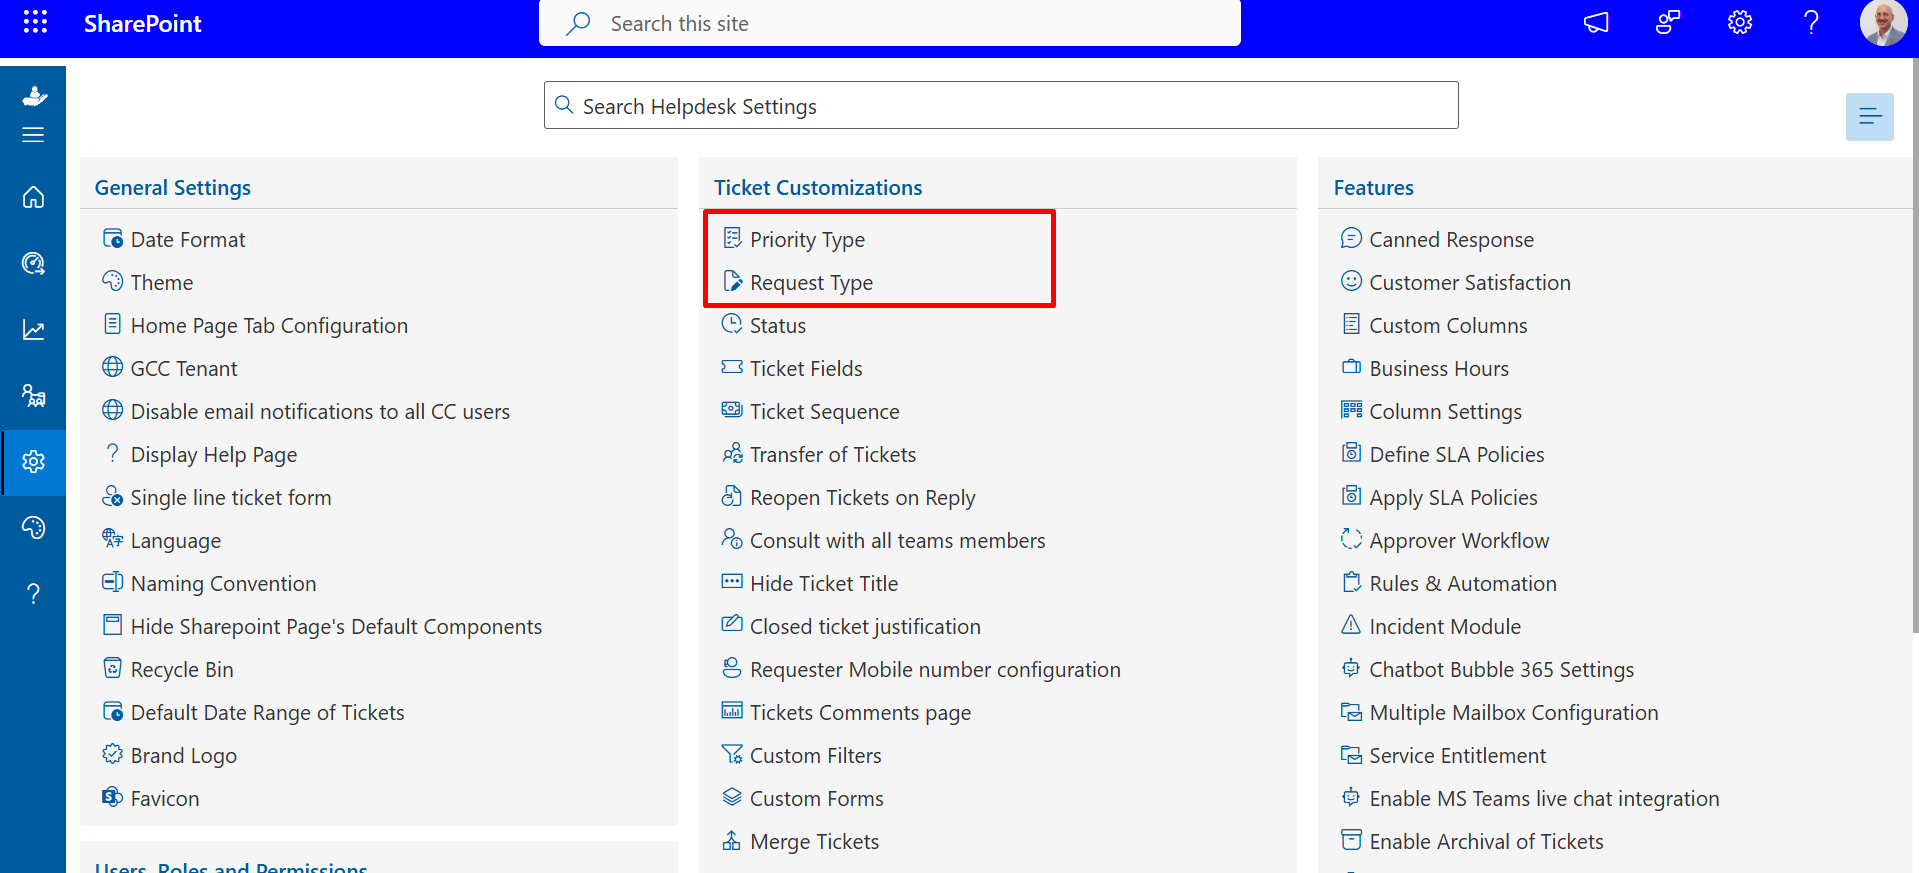 SharePoint
Search this site
Search Helpdesk Settings
General Settings
Date Format
Theme
Home Page Tab Configuration
GCC Tenant
Disable email notifications to all CC users
Display Help Page
Single line ticket form
Language
Naming Convention
Hide Sharepoint Page's Default Components
Recycle Bin
Default Date Range of Tickets
Brand Logo
Favicon
Users, Roles and Permissions
Ticket Customizations
Priority Type
Request Type
Status
Ticket Fields
Ticket Sequence
Transfer of Tickets
Reopen Tickets on Reply
Consult with all teams members
Hide Ticket Title
Closed ticket justification
Requester Mobile number configuration
Tickets Comments page
Custom Filters
Custom Forms
Merge Tickets
Features
Canned Response
Customer Satisfaction
Custom Columns
Business Hours
Column Settings
Define SLA Policies
Apply SLA Policies
Approver Workflow
Rules & Automation
Incident Module
Chatbot Bubble 365 Settings
Multiple Mailbox Configuration
Service Entitlement
Enable MS Teams live chat integration
Enable Archival of Tickets